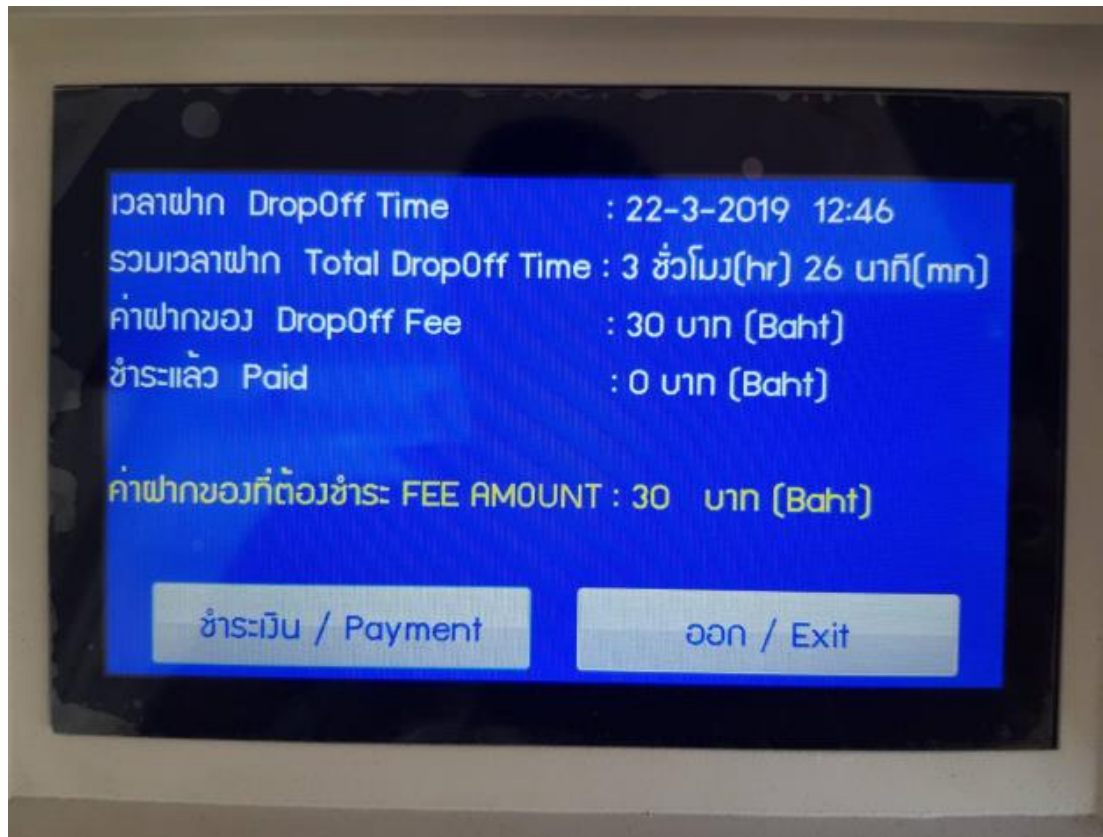 เวลาฝาก DropOff Time : 22-3-2019 12:46
รวมเวลาฝาก Total DropOff Time : 3 ชั่วโมง(hr) 26 นาที(mn)
ค่าฝากของ DropOff Fee : 30 บาท (Baht)
ชำระแล้ว Paid : 0 บาท (Baht)
ค่าฝากของที่ต้องชำระ FEE AMOUNT : 30 บาท (Baht)
ชำระเงิน / Payment
ออก / Exit